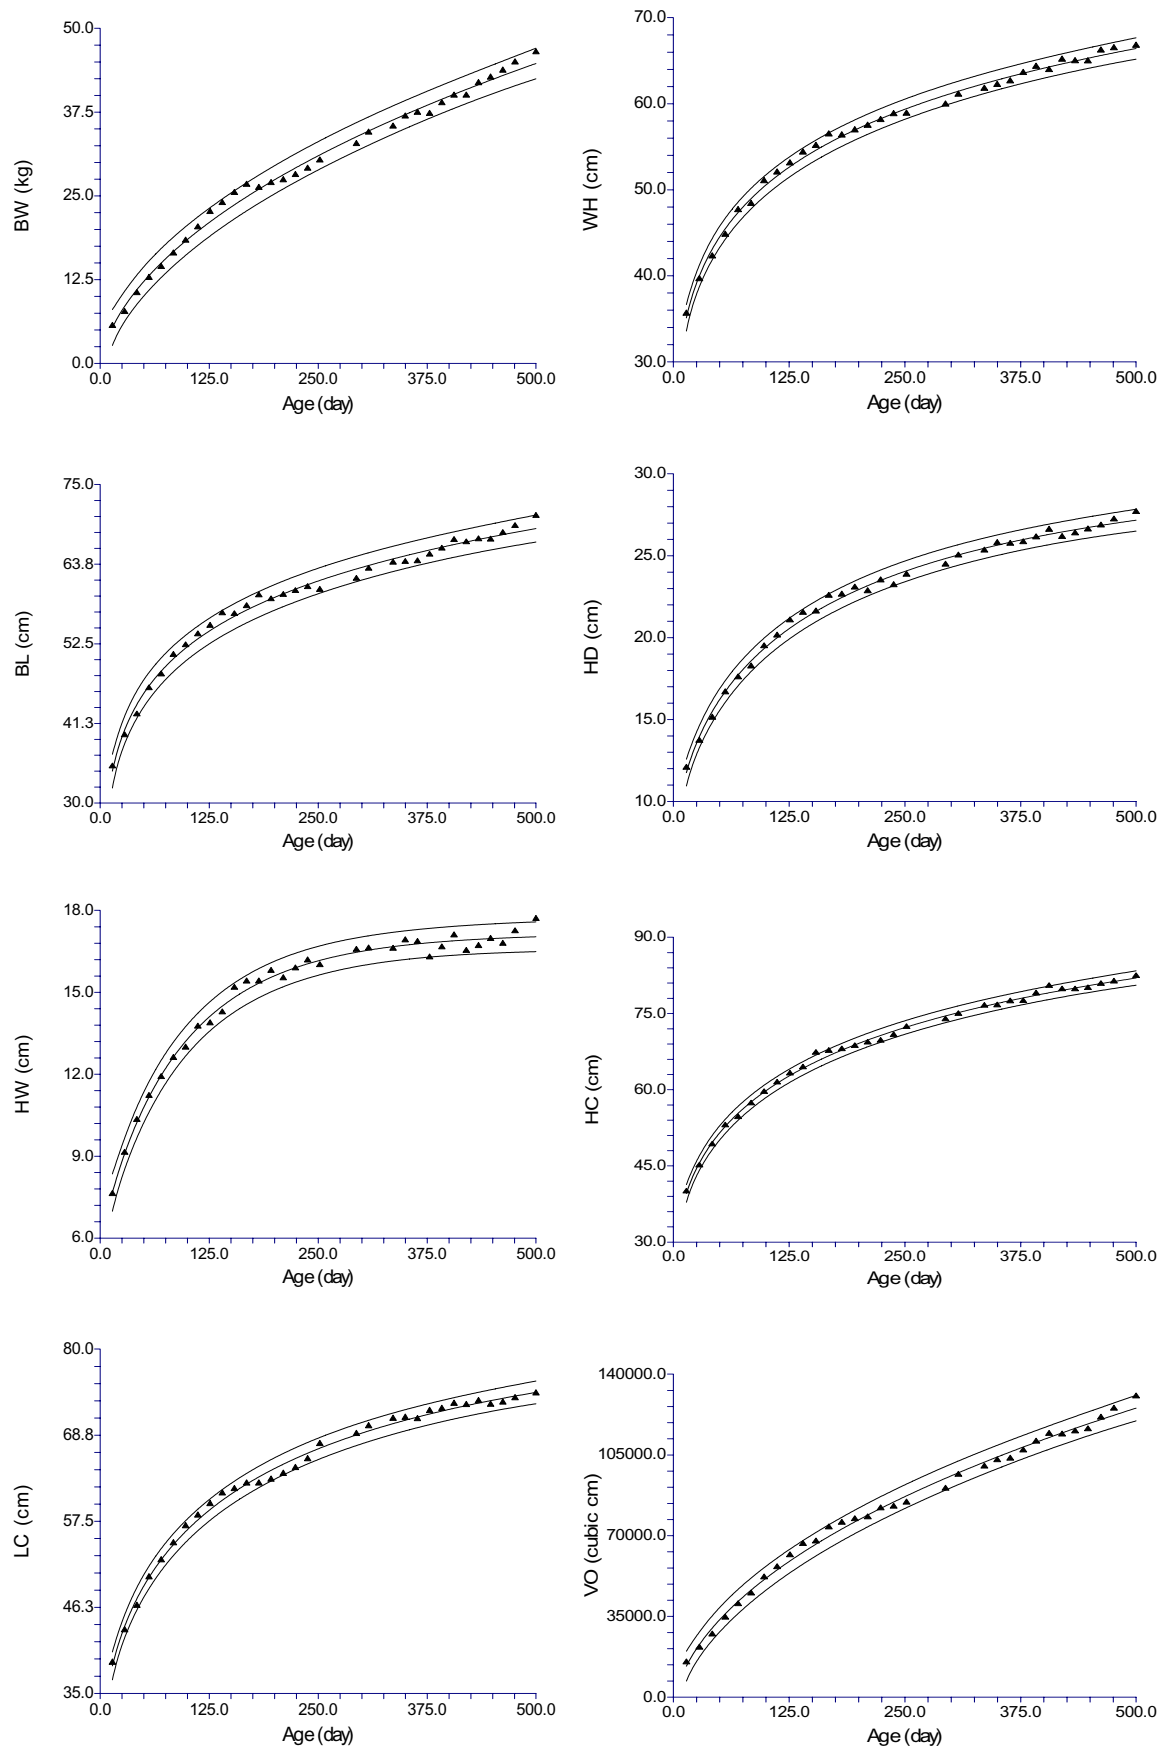 50.0
37.5
25.0
12.5
0.0
BW (kg)
0.0 125.0 250.0 375.0 500.0
Age (day)
70.0
60.0
50.0
40.0
30.0
WH (cm)
0.0 125.0 250.0 375.0 500.0
Age (day)
75.0
63.8
52.5
41.3
30.0
BL (cm)
0.0 125.0 250.0 375.0 500.0
Age (day)
30.0
25.0
20.0
15.0
10.0
HD (cm)
0.0 125.0 250.0 375.0 500.0
Age (day)
18.0
15.0
12.0
9.0
6.0
HW (cm)
0.0 125.0 250.0 375.0 500.0
Age (day)
90.0
75.0
60.0
45.0
30.0
HC (cm)
0.0 125.0 250.0 375.0 500.0
Age (day)
80.0
68.8
57.5
46.3
35.0
LC (cm)
0.0 125.0 250.0 375.0 500.0
Age (day)
140000.0
105000.0
70000.0
35000.0
0.0
VO (cubic cm)
0.0 125.0 250.0 375.0 500.0
Age (day)